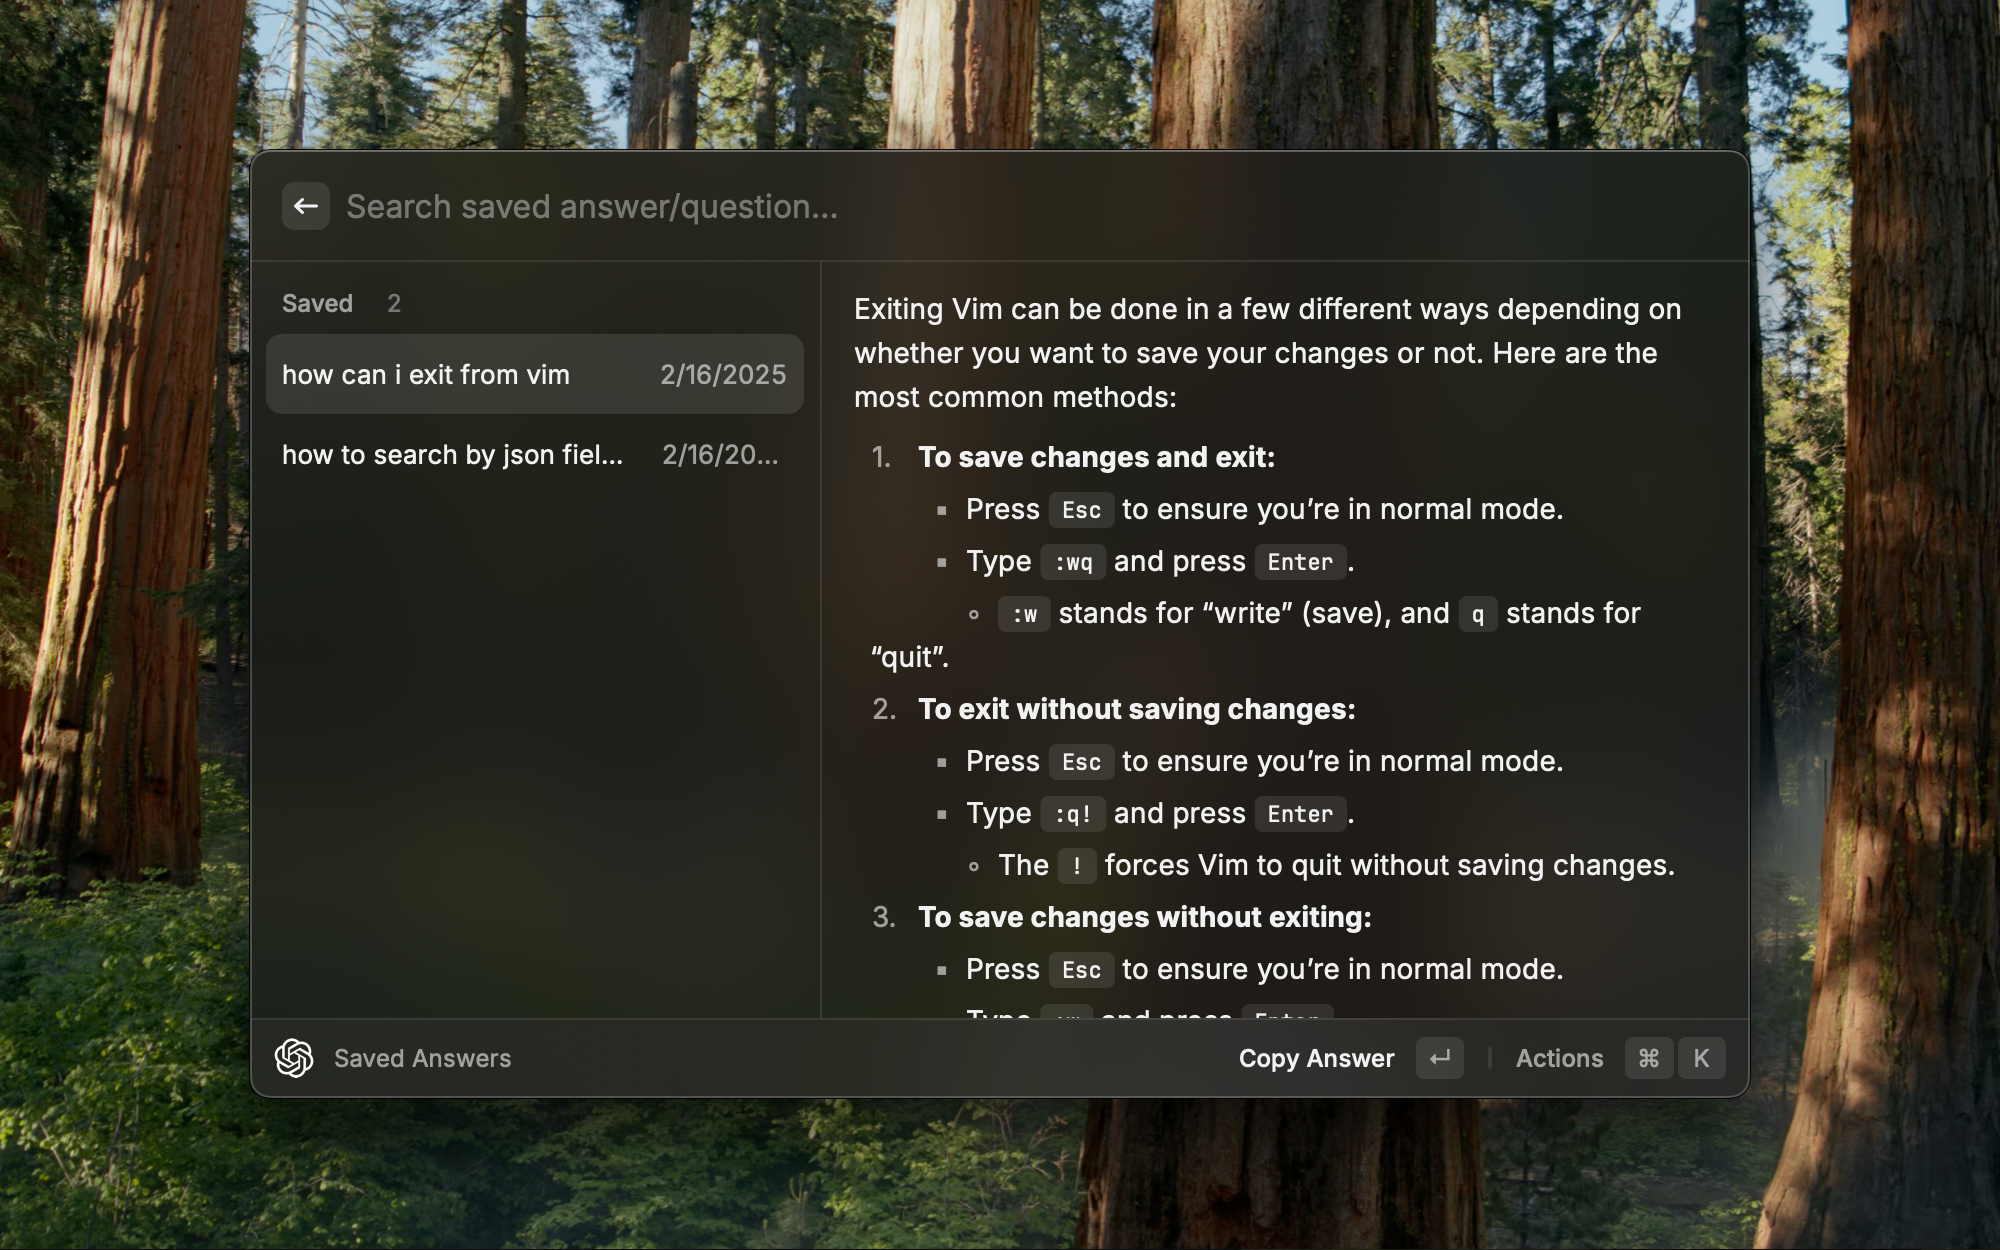 Search saved answer/question...
Saved 2
how can i exit from vim 2/16/2025
how to search by json fiel... 2/16/20...
Exiting Vim can be done in a few different ways depending on
whether you want to save your changes or not. Here are the
most common methods:
1. To save changes and exit:
▪ Press Esc to ensure you’re in normal mode.
▪ Type :wq and press Enter.
◦ :w stands for “write” (save), and q stands for
“quit”.
2. To exit without saving changes:
▪ Press Esc to ensure you’re in normal mode.
▪ Type :q! and press Enter.
◦ The ! forces Vim to quit without saving changes.
3. To save changes without exiting:
▪ Press Esc to ensure you’re in normal mode.
Type and press Enter
Saved Answers
Copy Answer ↵ | Actions ⌘ K